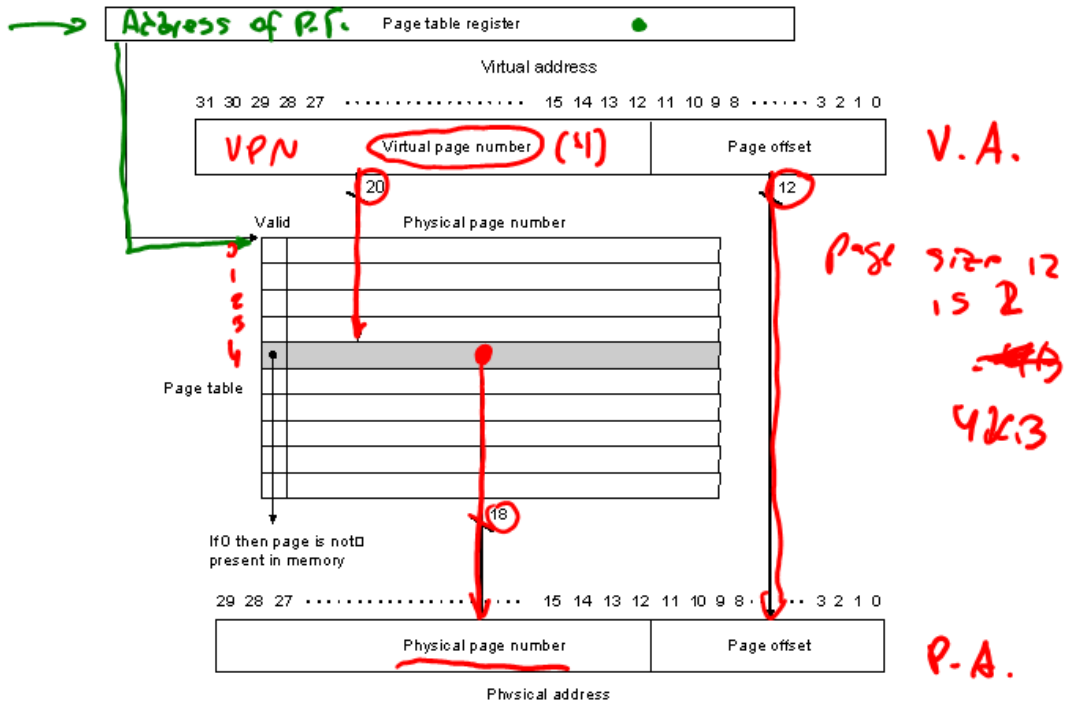 Address of P.T. Page table register
Virtual address
31 30 29 28 27 ·················· 15 14 13 12 11 10 9 8 ······ 3 2 1 0
VPN Virtual page number (4) Page offset V.A.
20 12
Valid Physical page number
0
1
2
3
4
Page table
page size
is 2 12
4KiB
18
If 0 then page is not□
present in memory
29 28 27 ···················· 15 14 13 12 11 10 9 8 ······ 3 2 1 0
Physical page number Page offset P.A.
Physical address